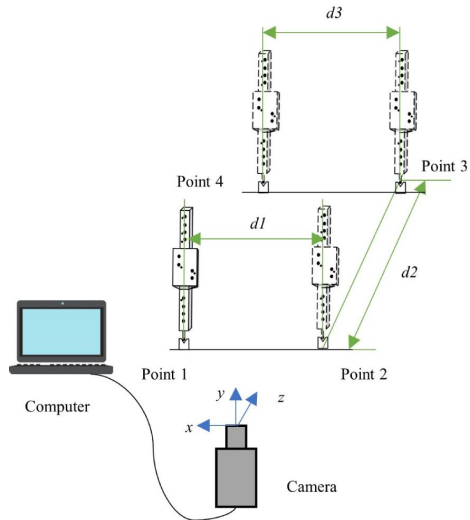 d3
Point 3
Point 4
d1
d2
Point 1
Point 2
Computer
y
z
x
Camera